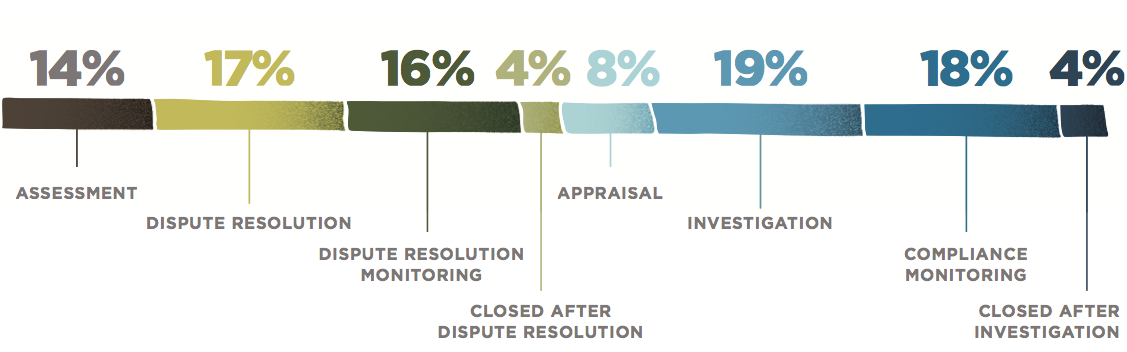 14% 17% 16% 4% 8% 19% 18% 4%
ASSESSMENT
DISPUTE RESOLUTION
DISPUTE RESOLUTION
MONITORING
CLOSED AFTER
DISPUTE RESOLUTION
APPRAISAL
INVESTIGATION
COMPLIANCE
MONITORING
CLOSED AFTER
INVESTIGATION